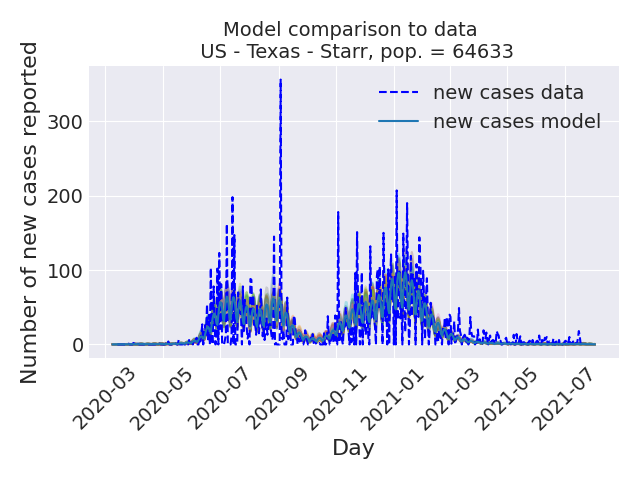 Model comparison to data
US - Texas - Starr, pop. = 64633
Number of new cases reported
300
200
100
0
new cases data
new cases model
2020-03
2020-05
2020-07
2020-09
2020-11
2021-01
2021-03
2021-05
2021-07
Day